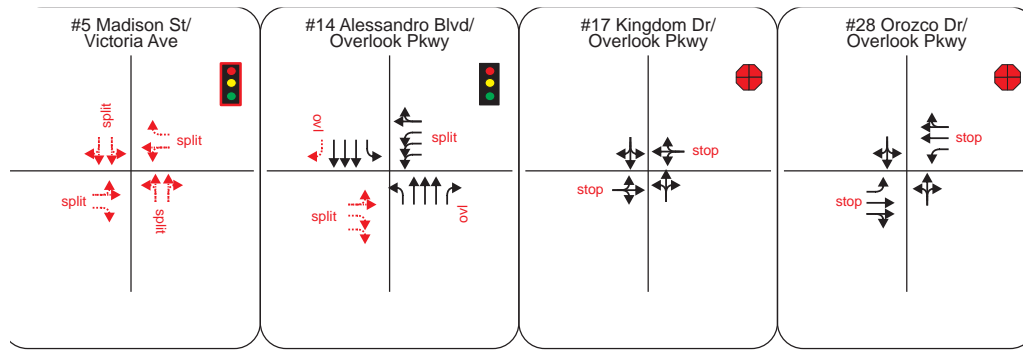 #5 Madison St/
Victoria Ave
split
split
split
split
#14 Alessandro Blvd/
Overlook Pkwy
ovl
split
split
ovl
#17 Kingdom Dr/
Overlook Pkwy
stop
stop
#28 Orozco Dr/
Overlook Pkwy
stop
stop